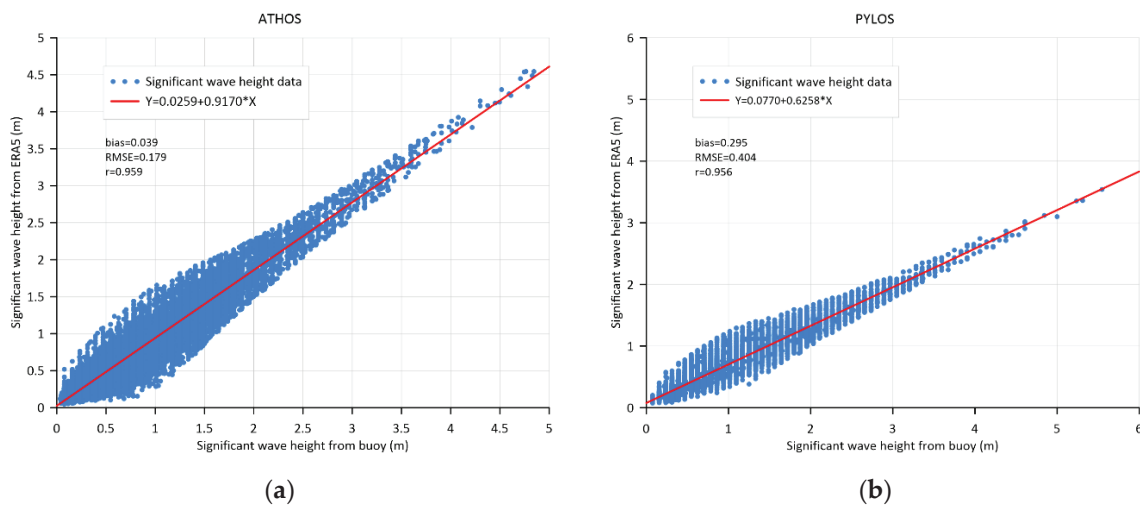 ATHOS
5
4.5
4
3.5
3
2.5
2
1.5
1
0.5
0
Significant wave height from ERA5 (m)
Significant wave height data
Y=0.0259+0.9170*X
bias=0.039
RMSE=0.179
r=0.959
0 0.5 1 1.5 2 2.5 3 3.5 4 4.5 5
Significant wave height from buoy (m)
(a)
PYLOS
6
5
4
3
2
1
0
Significant wave height from ERA5 (m)
Significant wave height data
Y=0.0770+0.6258*X
bias=0.295
RMSE=0.404
r=0.956
0 1 2 3 4 5 6
Significant wave height from buoy (m)
(b)